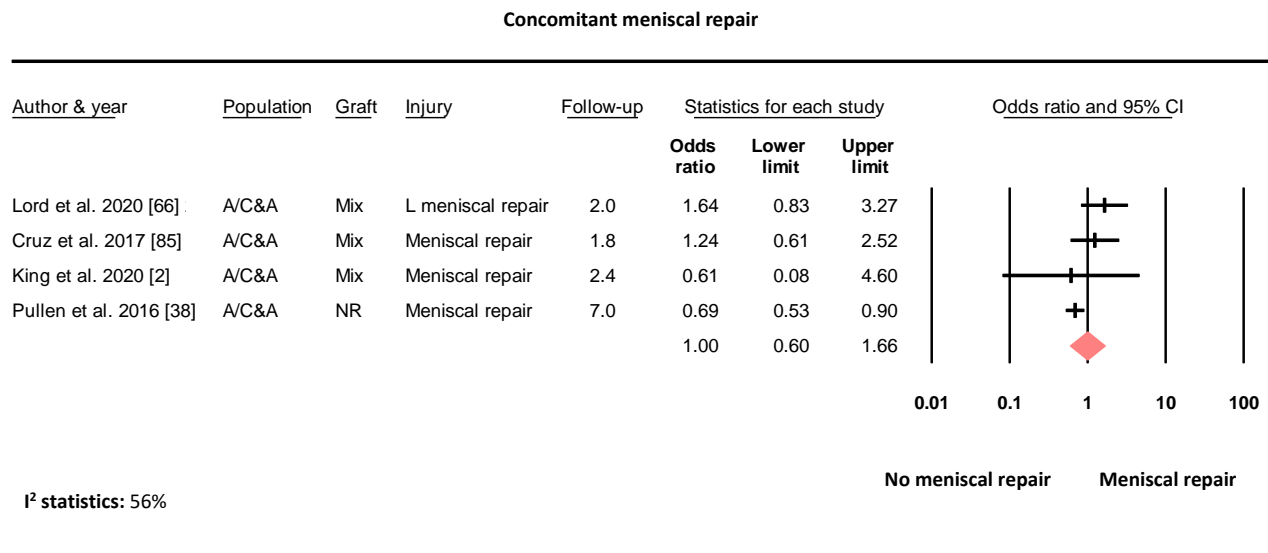 Concomitant meniscal repair
Author & year Population Graft Injury Follow-up Statistics for each study Odds ratio and 95% CI
Odds Lower Upper
ratio limit limit
Lord et al. 2020 [66] A/C&A Mix L meniscal repair 2.0 1.64 0.83 3.27
Cruz et al. 2017 [85] A/C&A Mix Meniscal repair 1.8 1.24 0.61 2.52
King et al. 2020 [2] A/C&A Mix Meniscal repair 2.4 0.61 0.08 4.60
Pullen et al. 2016 [38] A/C&A NR Meniscal repair 7.0 0.69 0.53 0.90
1.00 0.60 1.66
0.01 0.1 1 10 100
No meniscal repair Meniscal repair
I² statistics: 56%